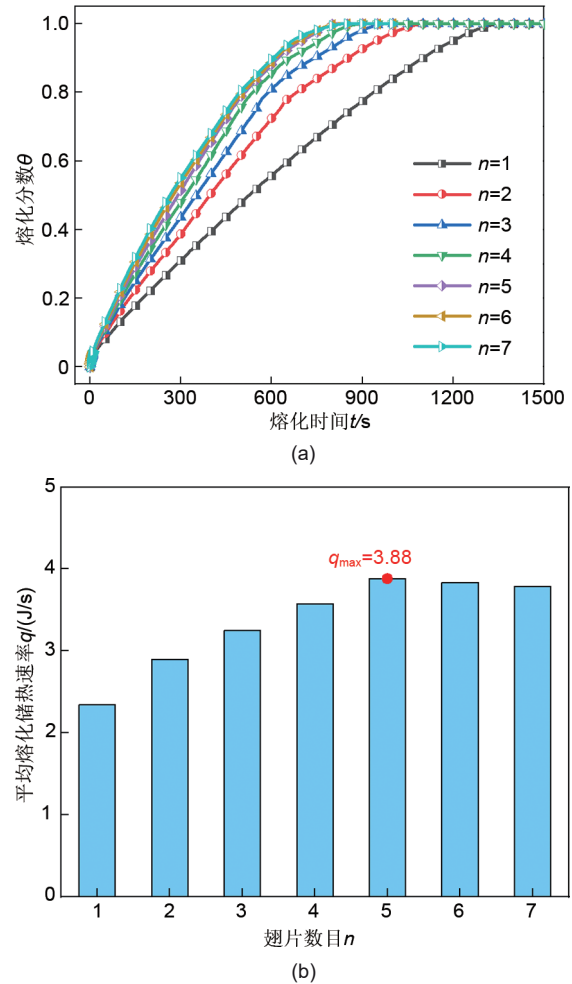 1.0
0.8
0.6
0.4
0.2
0
熔化分数θ
n=1
n=2
n=3
n=4
n=5
n=6
n=7
0 300 600 900 1200 1500
熔化时间t/s
(a)
5
4
3
2
1
0
平均熔化储热速率q/(J/s)
qmax=3.88
1 2 3 4 5 6 7
翅片数目n
(b)